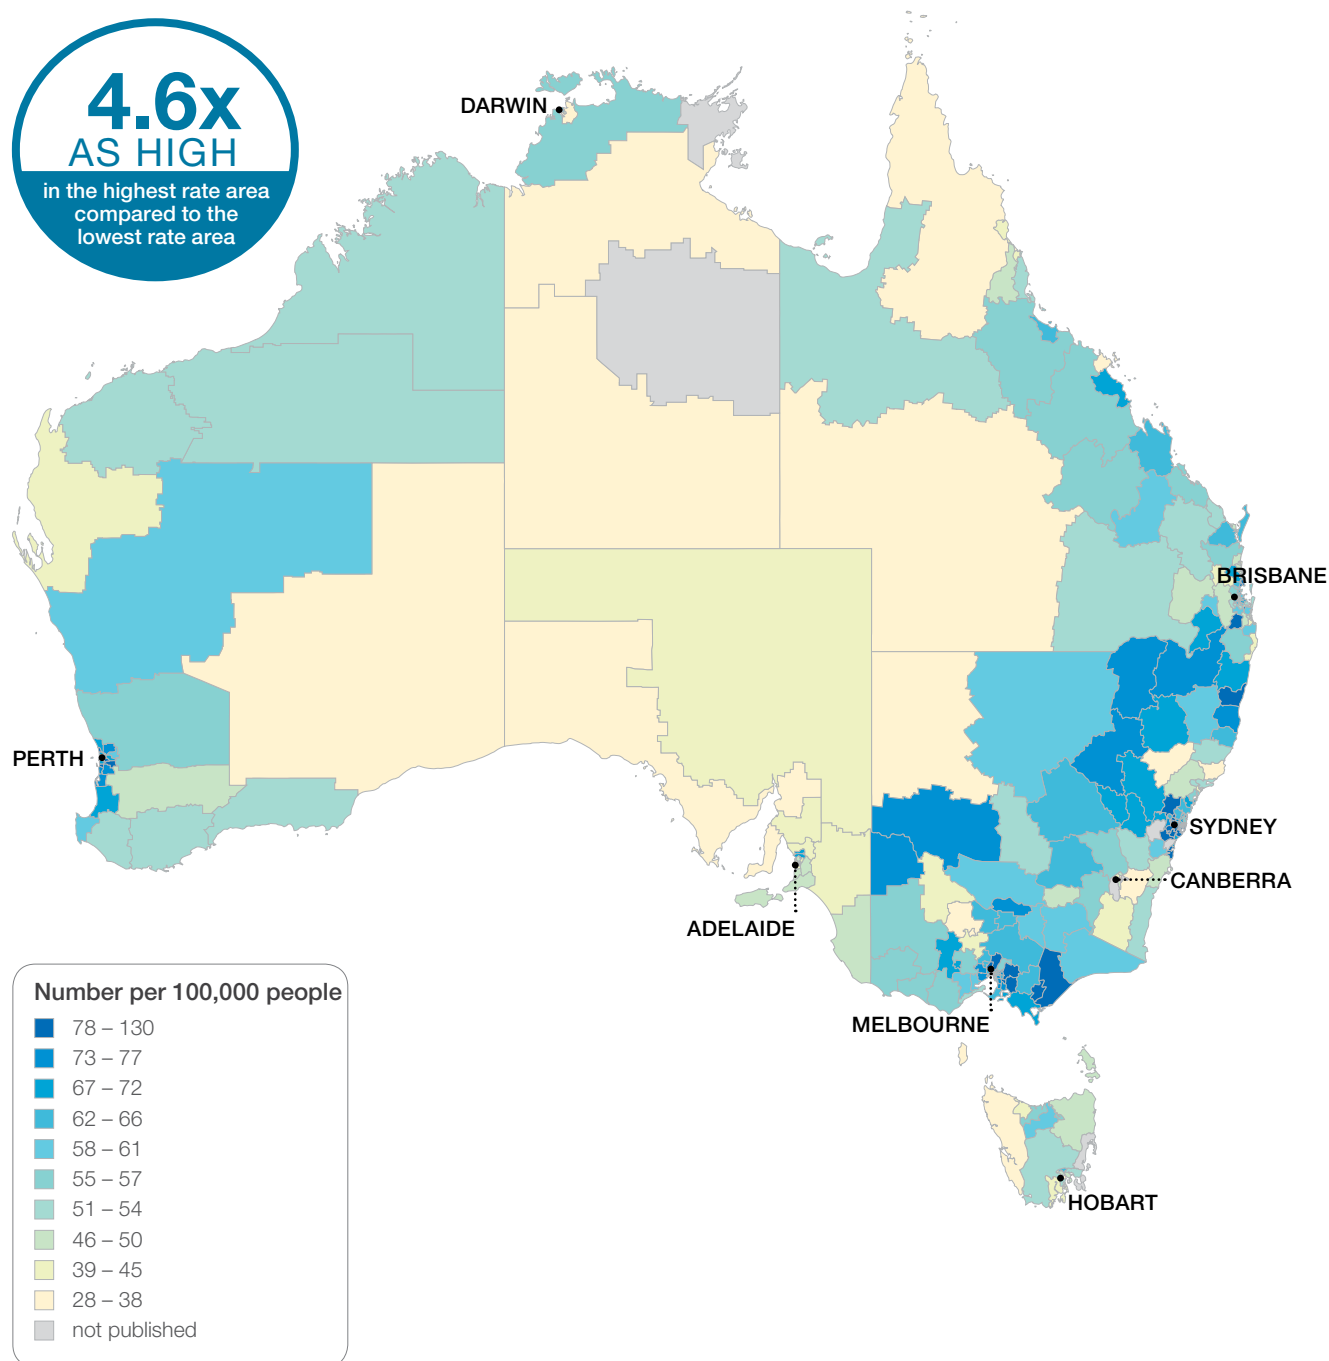 4.6x
AS HIGH
in the highest rate area
compared to the
lowest rate area
DARWIN
BRISBANE
PERTH
SYDNEY
CANBERRA
ADELAIDE
MELBOURNE
HOBART
Number per 100,000 people
78 – 130
73 – 77
67 – 72
62 – 66
58 – 61
55 – 57
51 – 54
46 – 50
39 – 45
28 – 38
not published